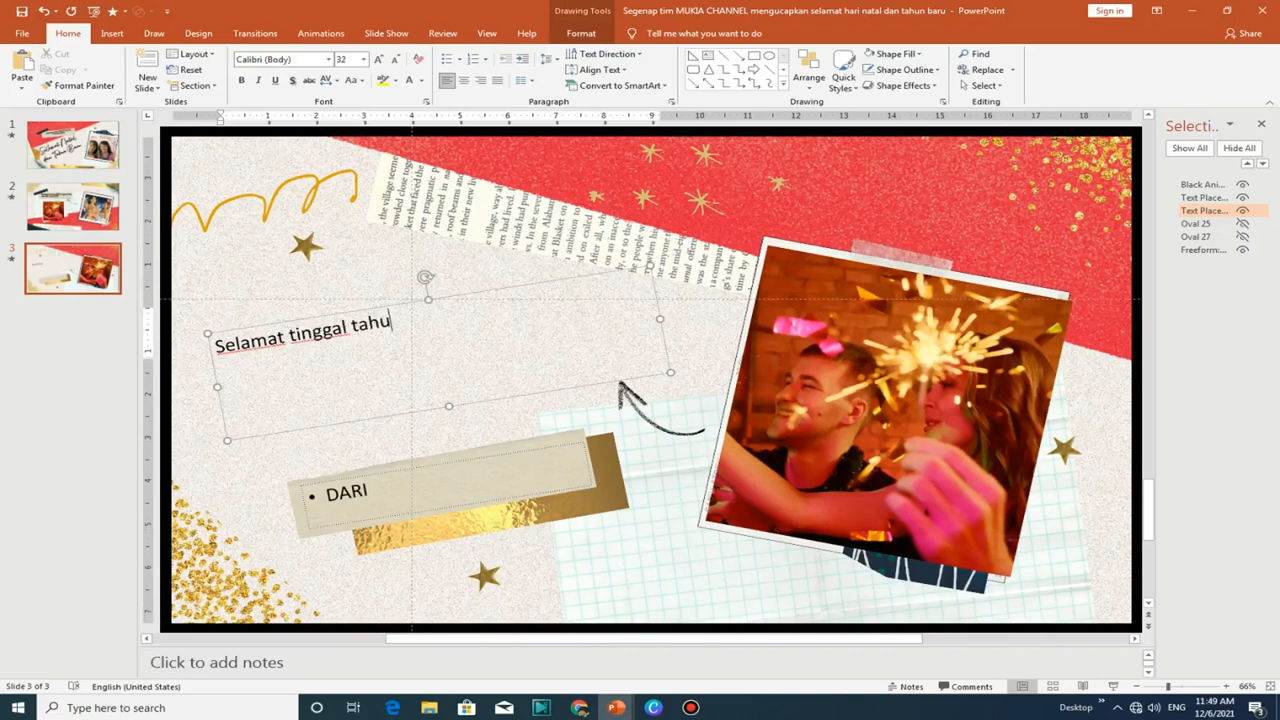 Drawing Tools
Segenap tim MUKIA CHANNEL mengucapkan selamat hari natal dan tahun baru - PowerPoint
Sign in
File Home Insert Draw Design Transitions Animations Slide Show Review View Help Format Tell me what you want to do Share
Cut
Copy
Format Painter
Paste
Clipboard
New Slide
Layout
Reset
Section
Slides
Calibri (Body) 32
Font
Text Direction
Align Text
Convert to SmartArt
Paragraph
Arrange
Quick Styles
Shape Fill
Shape Outline
Shape Effects
Drawing
Find
Replace
Select
Editing
1
2
3
Selecti...
Show All Hide All
Black Ani...
Text Place...
Text Place...
Oval 25
Oval 27
Freeform:...
Selamat tinggal tahu
• DARI
Click to add notes
Slide 3 of 3 English (United States) Notes Comments 66%
Type here to search
Desktop ENG
11:49 AM
12/6/2021